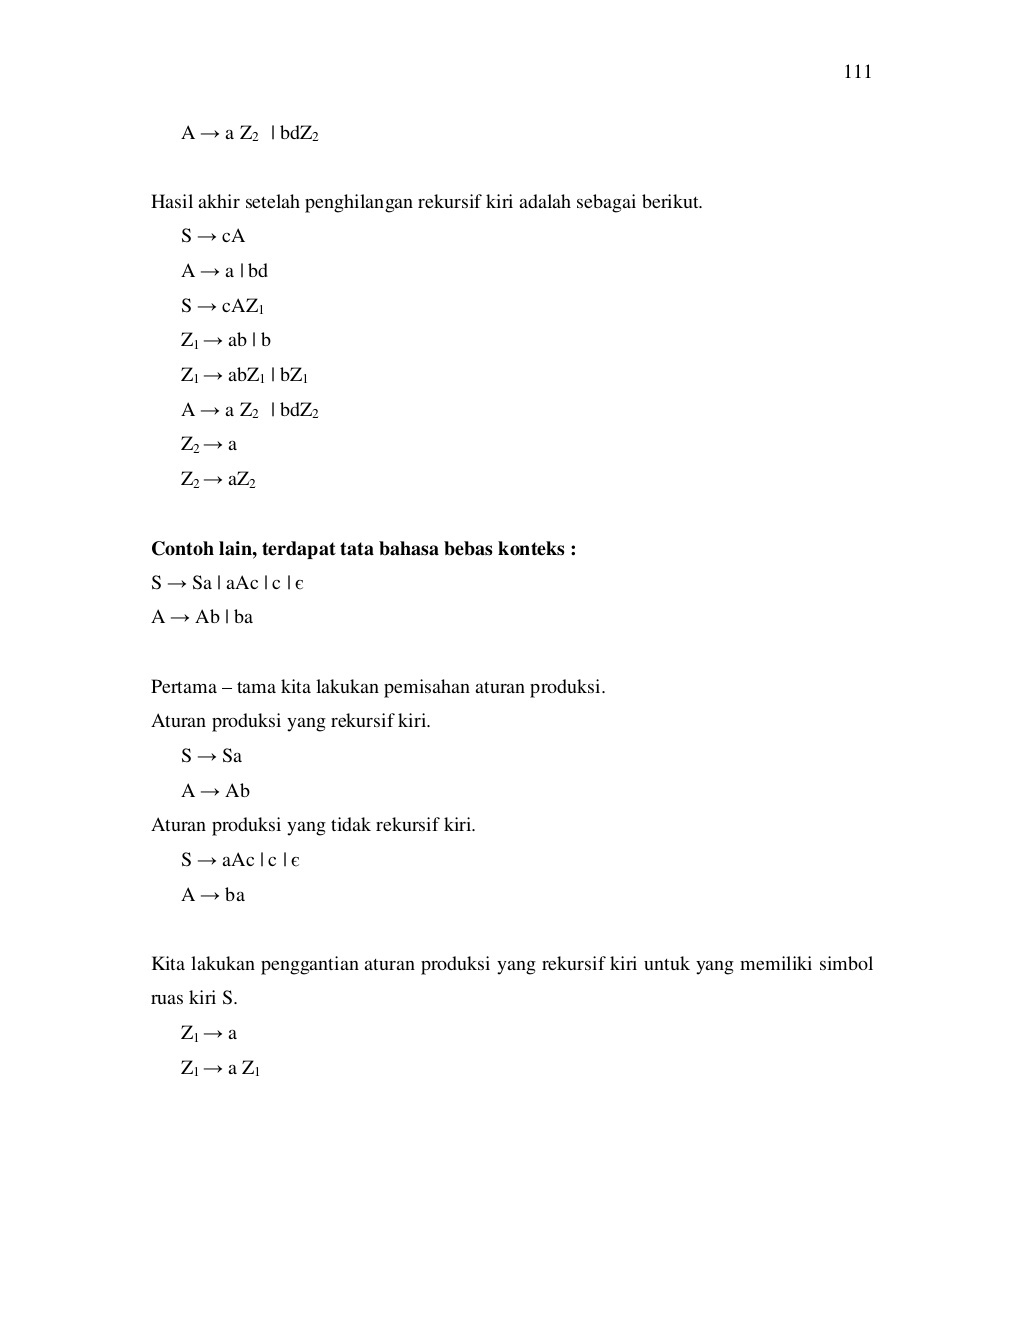 111
A → a Z₂ | bdZ₂
Hasil akhir setelah penghilangan rekursif kiri adalah sebagai berikut.
S → cA
A → a | bd
S → cAZ₁
Z₁ → ab | b
Z₁ → abZ₁ | bZ₁
A → a Z₂ | bdZ₂
Z₂ → a
Z₂ → aZ₂
Contoh lain, terdapat tata bahasa bebas konteks :
S → Sa | aAc | c | є
A → Ab | ba
Pertama – tama kita lakukan pemisahan aturan produksi.
Aturan produksi yang rekursif kiri.
S → Sa
A → Ab
Aturan produksi yang tidak rekursif kiri.
S → aAc | c | є
A → ba
Kita lakukan penggantian aturan produksi yang rekursif kiri untuk yang memiliki simbol
ruas kiri S.
Z₁ → a
Z₁ → a Z₁